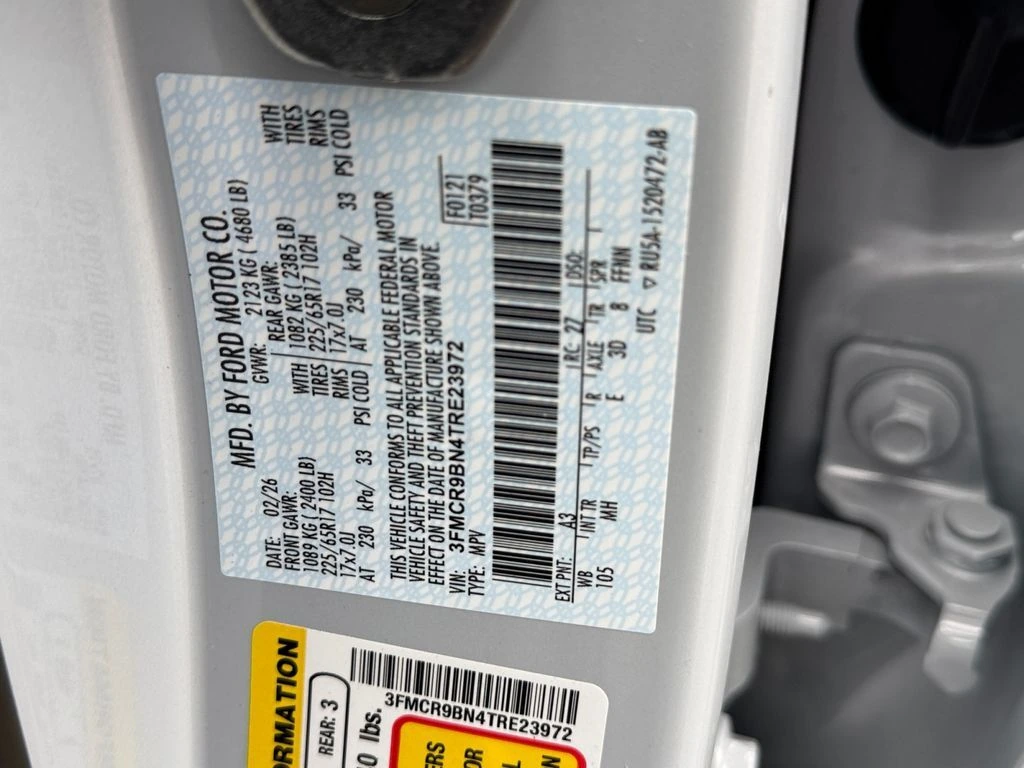 MFD. BY FORD MOTOR CO.
DATE: 02/26 GVWR: 2123 KG ( 4680 LB)
FRONT GAWR: REAR GAWR:
1089 KG ( 2400 LB) WITH 1082 KG ( 2385 LB) WITH
225/65R17 102H TIRES 225/65R17 102H TIRES
17x7.0J RIMS 17x7.0J RIMS
AT 230 kPa/ 33 PSI COLD AT 230 kPa/ 33 PSI COLD
THIS VEHICLE CONFORMS TO ALL APPLICABLE FEDERAL MOTOR
VEHICLE SAFETY AND THEFT PREVENTION STANDARDS IN
EFFECT ON THE DATE OF MANUFACTURE SHOWN ABOVE.
VIN: 3FMCR9BN4TRE23972
TYPE: MPV
F0121
T0379
EXT PNT: A3 RC: 27 DSO:
WB INT TR TP/PS R AXLE TR SPR
105 MH E 3D 8 FFHN
UTC ▽ RU5A-1520472-AB
ORMATION
REAR: 3
lbs.
3FMCR9BN4TRE23972